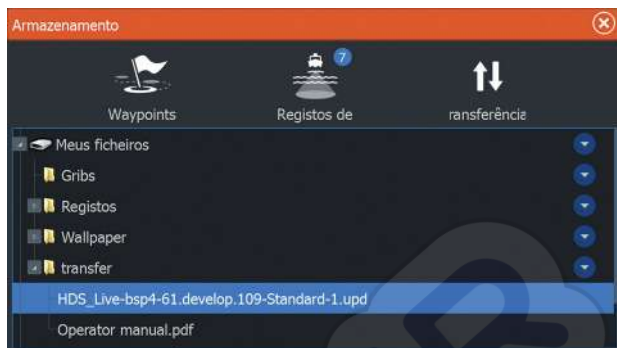 Armazenamento
7
Waypoints Registos de ransferência
Meus ficheiros
Gribs
Registos
Wallpaper
transfer
HDS_Live-bsp4-61.develop.109-Standard-1.upd
Operator manual.pdf